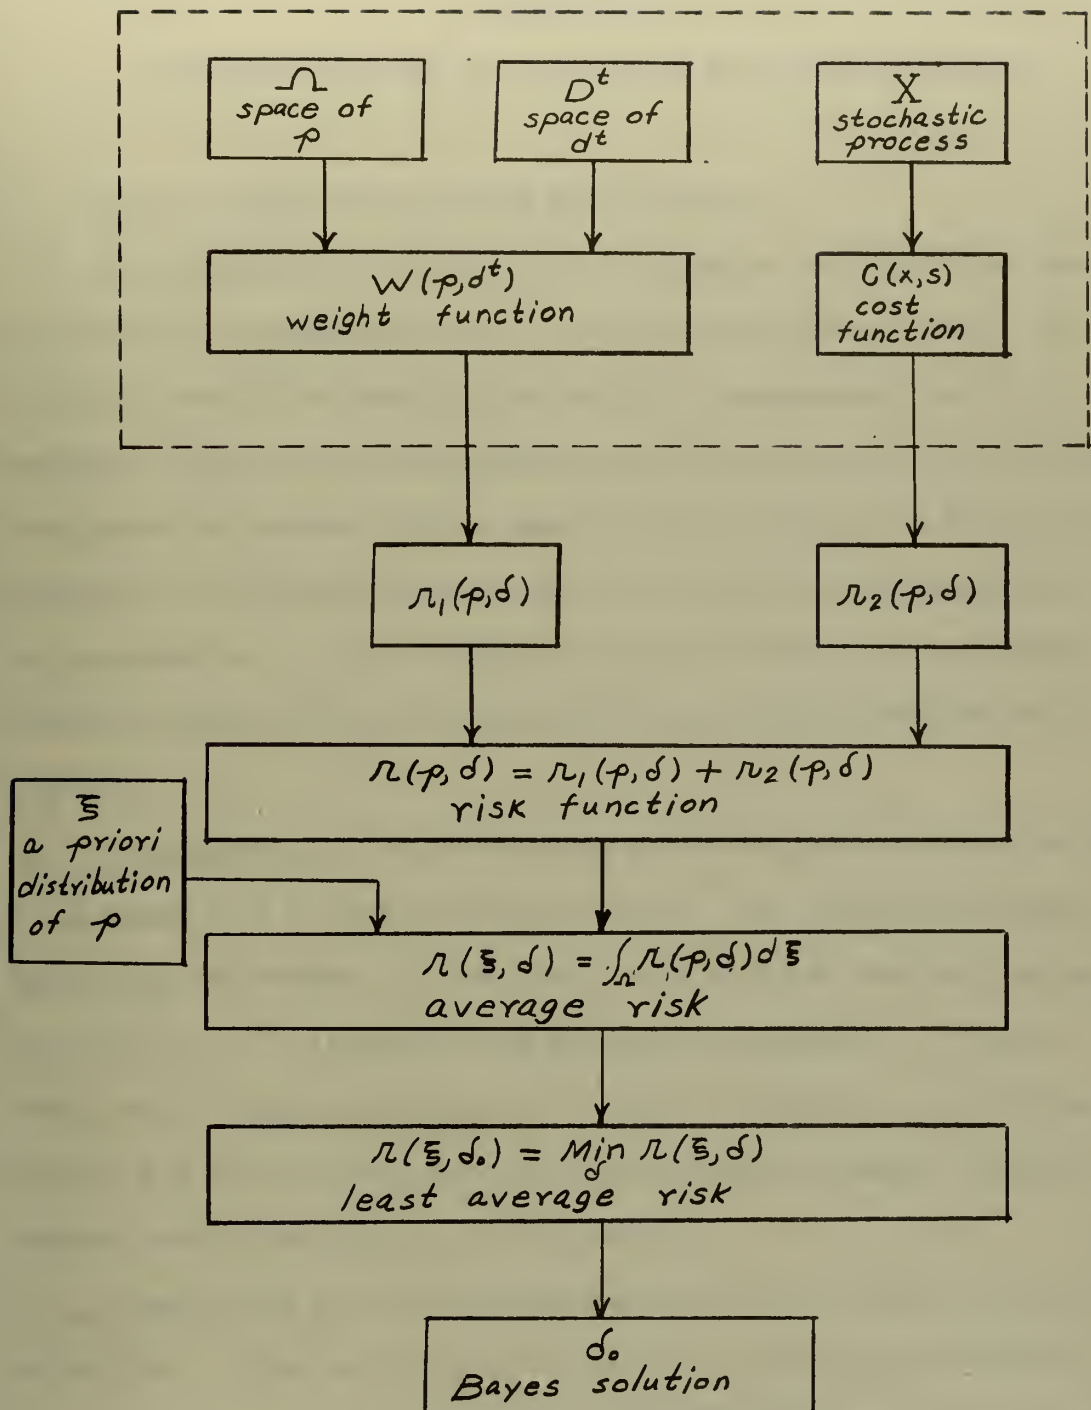 Ω
space of
p
D^t
space of
d^t
X
stochastic
process
W(p,d^t)
weight function
C(x,s)
cost
function
r₁(p,δ)
r₂(p,δ)
r(p,δ) = r₁(p,δ) + r₂(p,δ)
risk function
ξ
a priori
distribution
of p
r(ξ,δ) = ∫_Ω r(p,δ) dξ
average risk
r(ξ,δ₀) = Min_δ r(ξ,δ)
least average risk
δ₀
Bayes solution